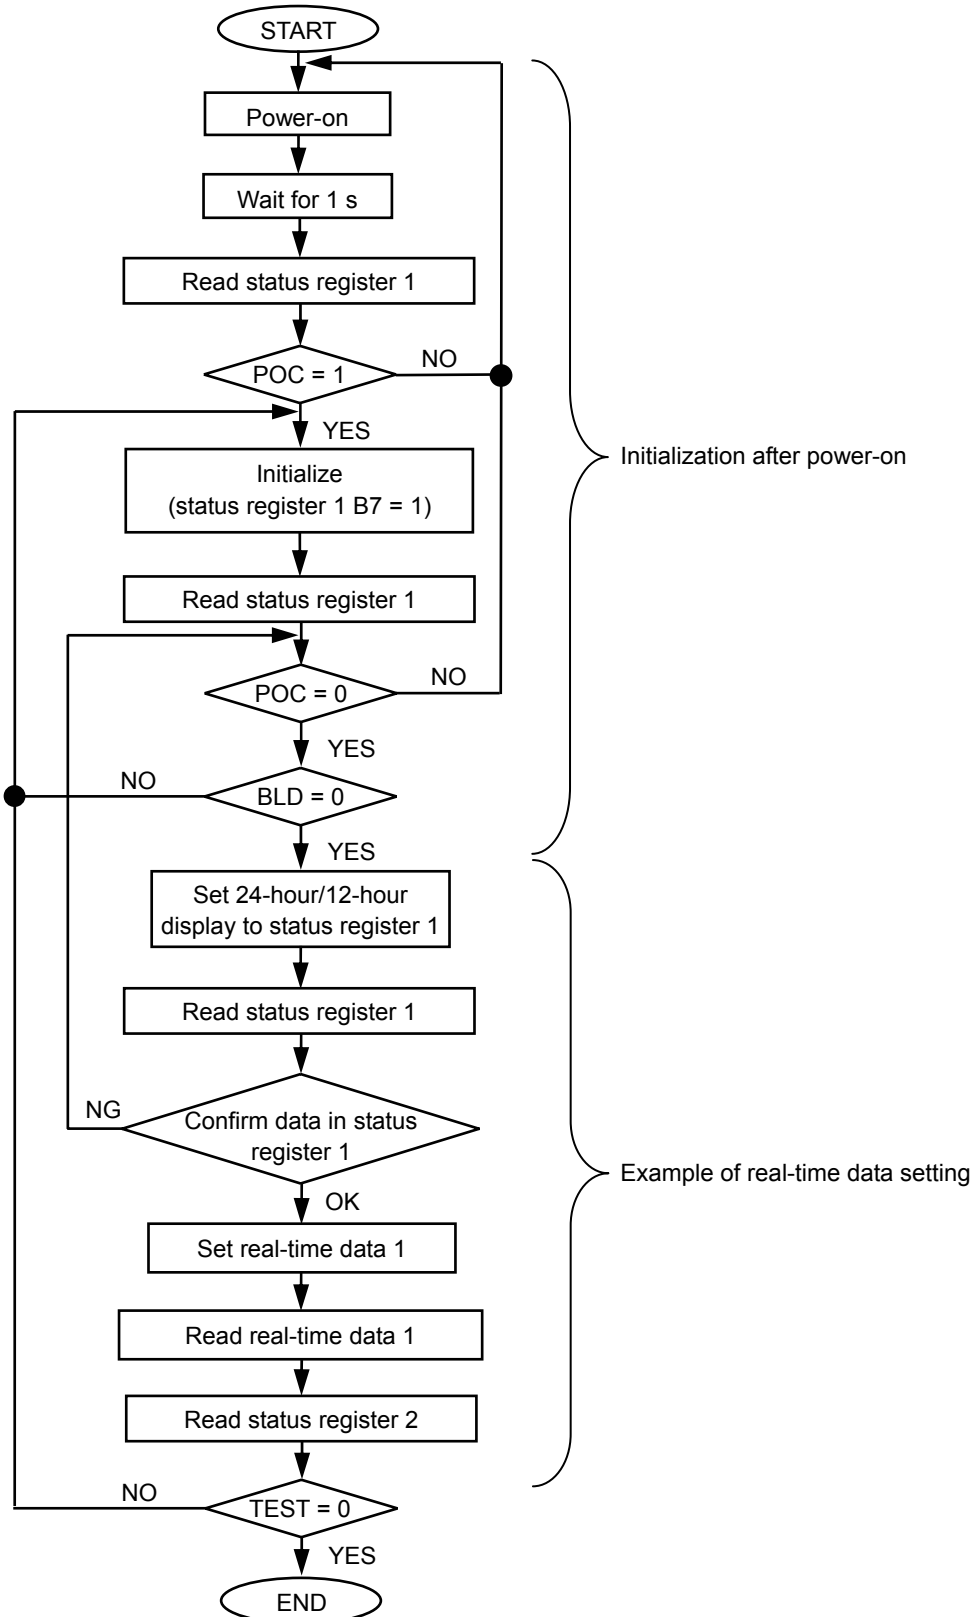 START
Power-on
Wait for 1 s
Read status register 1
NO
POC = 1
YES
Initialize
(status register 1 B7 = 1)
Initialization after power-on
Read status register 1
NO
POC = 0
YES
NO
BLD = 0
YES
Set 24-hour/12-hour
display to status register 1
Read status register 1
NG
Confirm data in status
register 1
Example of real-time data setting
OK
Set real-time data 1
Read real-time data 1
Read status register 2
NO
TEST = 0
YES
END